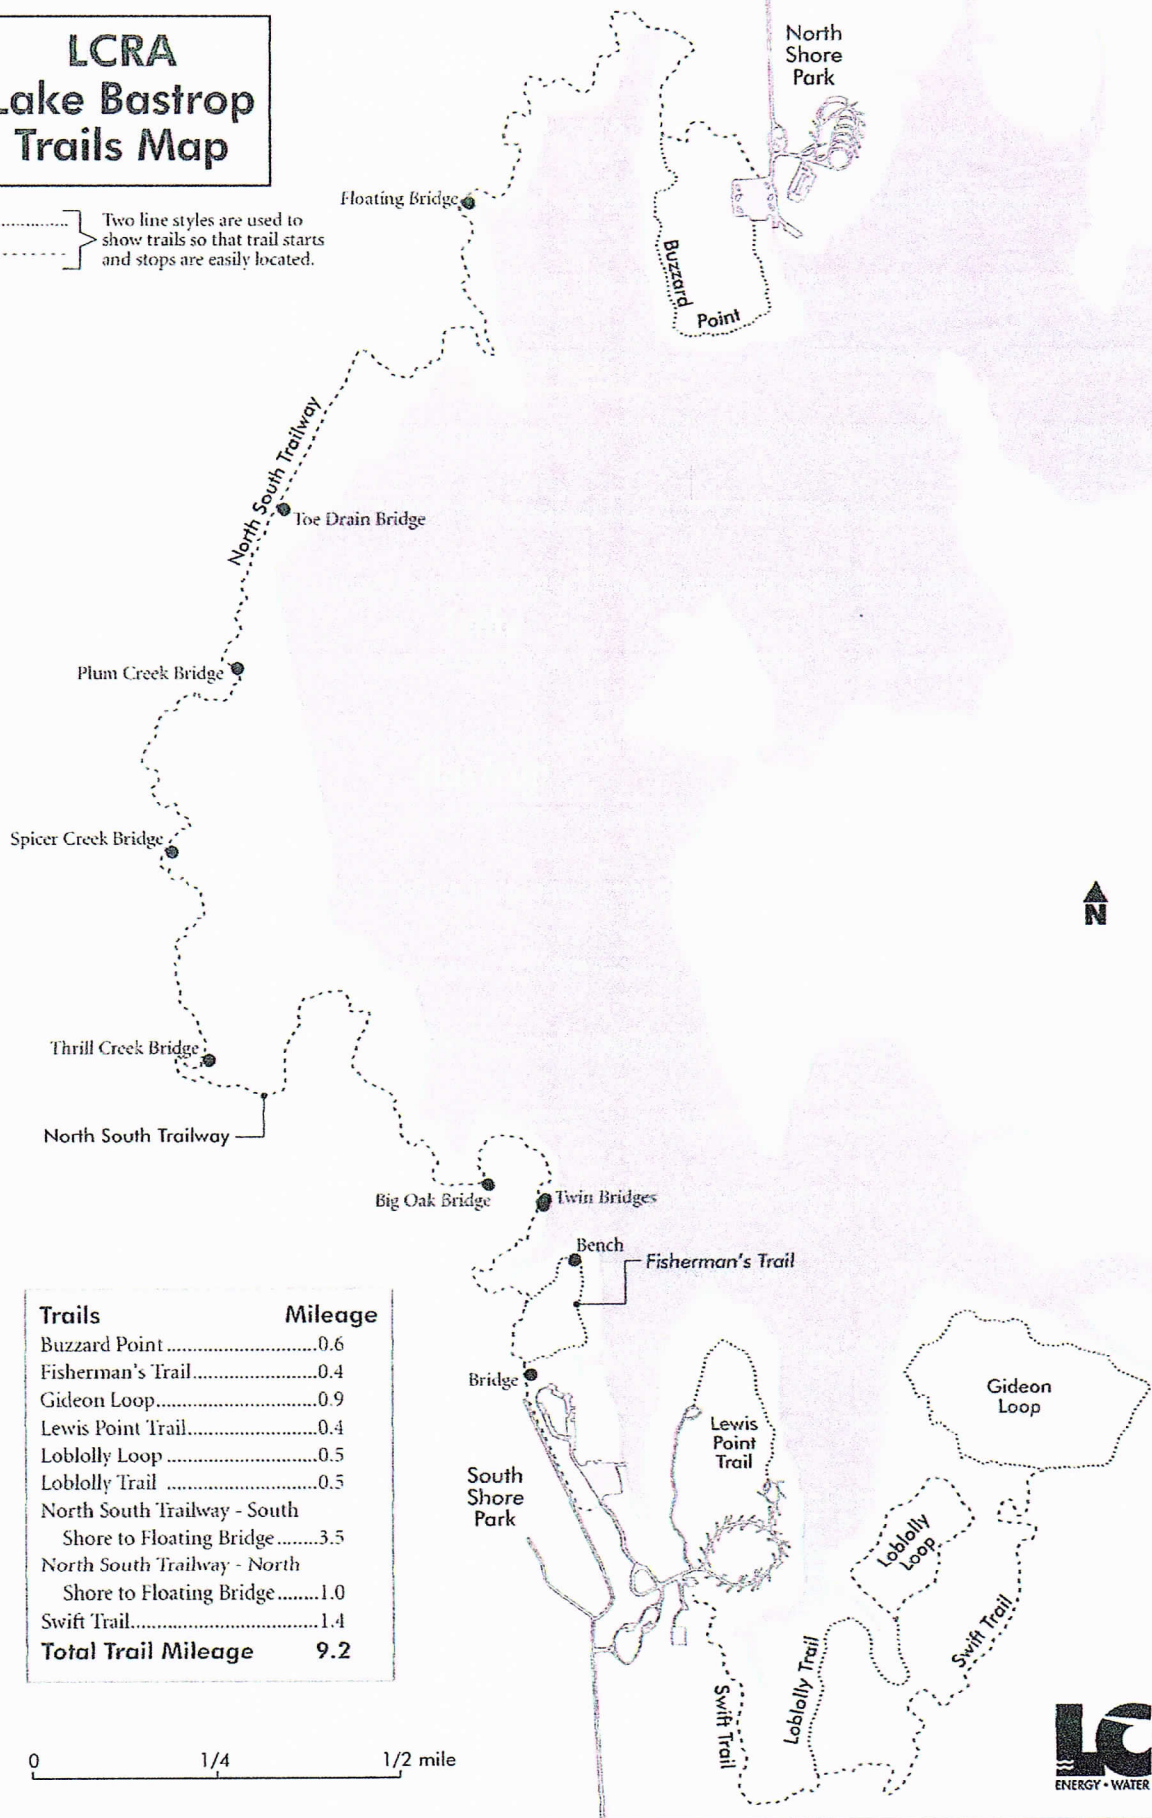 LCRA
Lake Bastrop
Trails Map
Two line styles are used to
show trails so that trail starts
and stops are easily located.
North
Shore
Park
Floating Bridge
Buzzard
Point
North South Trailway
Toe Drain Bridge
Plum Creek Bridge
Spicer Creek Bridge
N
Thrill Creek Bridge
North South Trailway
Big Oak Bridge
Twin Bridges
Bench
Fisherman's Trail
Bridge
Lewis
Point
Trail
Gideon
Loop
South
Shore
Park
Loblolly
Loop
Swift Trail
Loblolly Trail
Swift Trail
Trails Mileage
Buzzard Point..........................0.6
Fisherman's Trail......................0.4
Gideon Loop............................0.9
Lewis Point Trail.......................0.4
Loblolly Loop ..........................0.5
Loblolly Trail ..........................0.5
North South Trailway - South
Shore to Floating Bridge........3.5
North South Trailway - North
Shore to Floating Bridge........1.0
Swift Trail.................................1.4
Total Trail Mileage 9.2
0 1/4 1/2 mile
LC
ENERGY • WATER